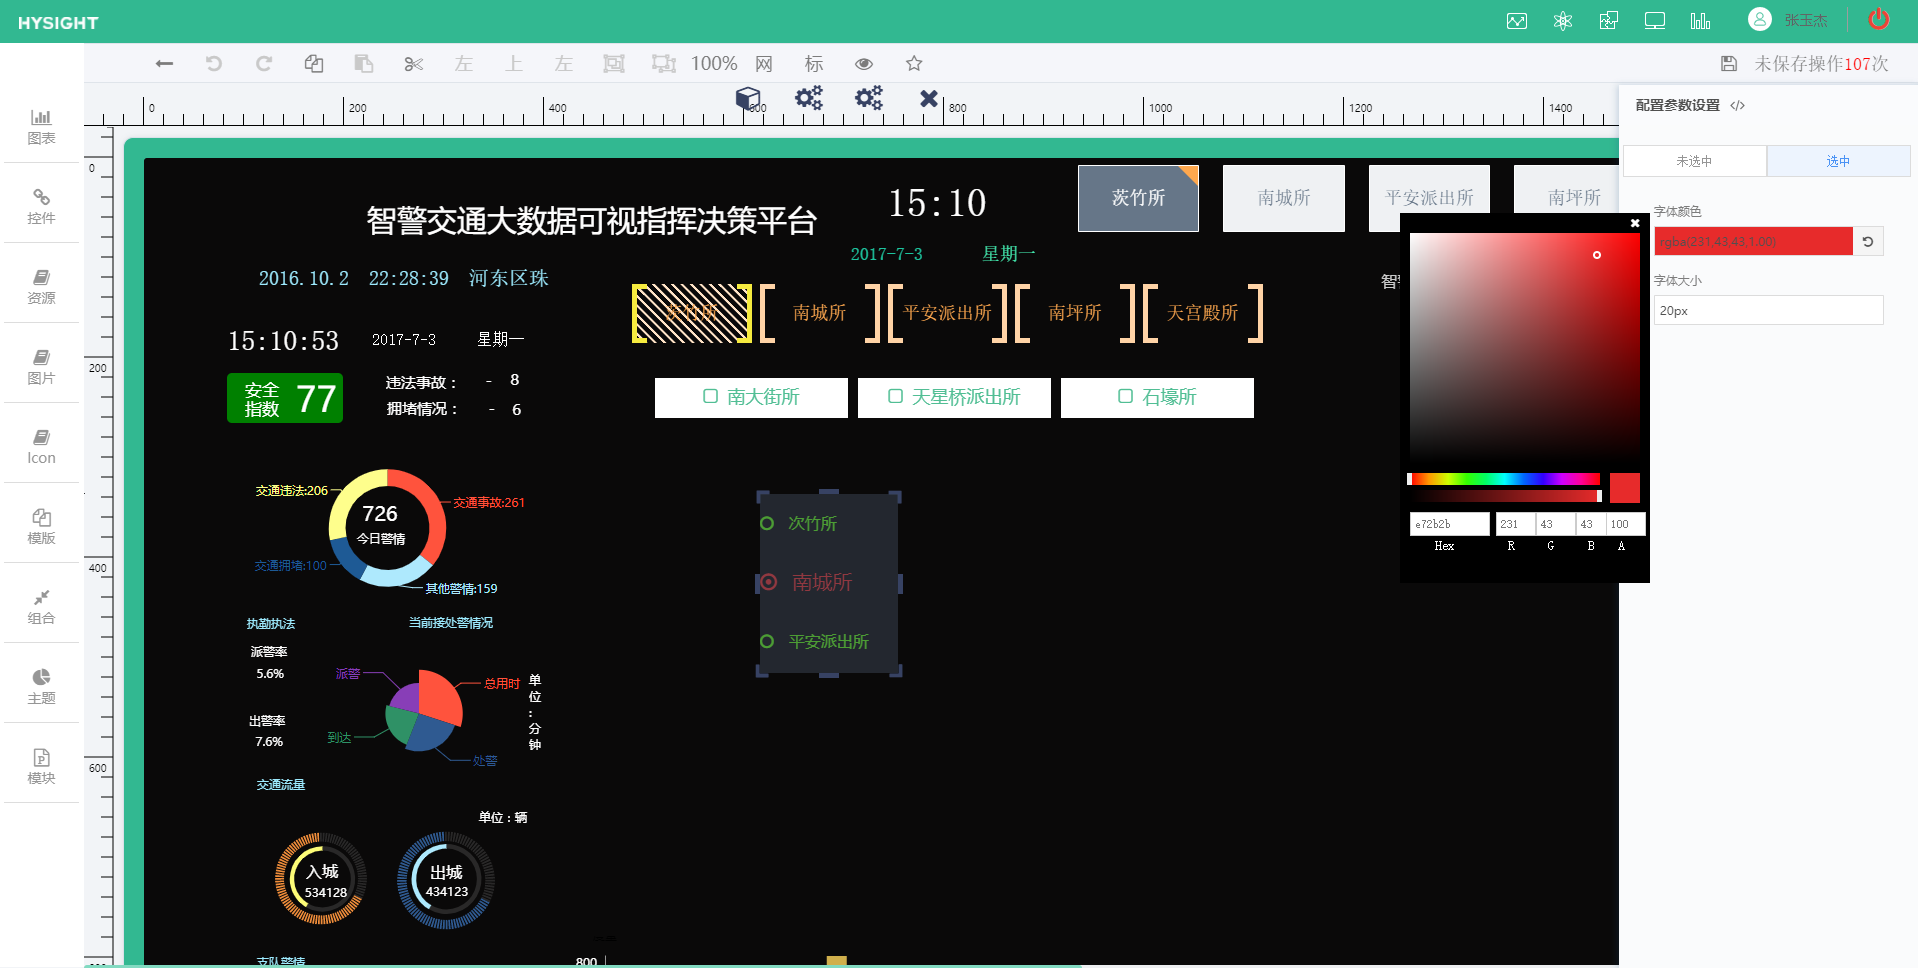 HYSIGHT
张玉杰
左
上
左
100%
网
标
未保存操作107次
0
200
400
600
800
1000
1200
1400
图表
控件
资源
图片
Icon
模版
组合
主题
模块
0
200
400
600
智警交通大数据可视指挥决策平台
15:10
2017-7-3
星期一
2016.10.2 22:28:39 河东区珠
茨竹所
南城所
平安派出所
南坪所
茨竹所
南城所
平安派出所
南坪所
天宫殿所
智
15:10:53
2017-7-3
星期一
安全
指数
77
违法事故： - 8
拥堵情况： - 6
南大街所
天星桥派出所
石壕所
交通违法:206
交通事故:261
726
今日警情
交通拥堵:100
其他警情:159
次竹所
南城所
平安派出所
执勤执法
当前接处警情况
派警率
5.6%
出警率
7.6%
派警
总用时
到达
处警
单位:分钟
交通流量
单位：辆
入城
534128
出城
434123
支队警情
800
配置参数设置 </>
未选中
选中
字体颜色
rgba(231,43,43,1.00)
字体大小
20px
e72b2b
231
43
43
100
Hex
R
G
B
A